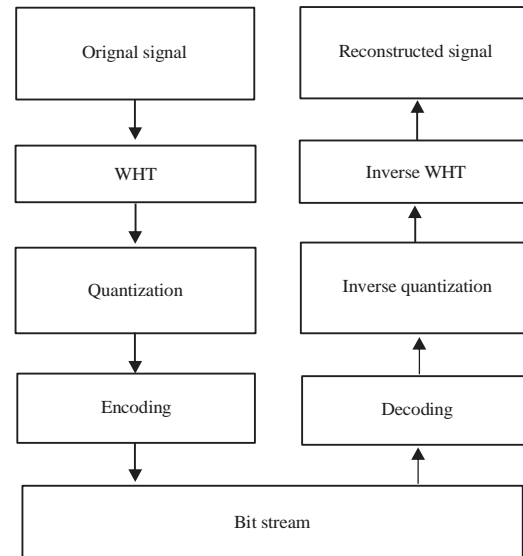 Orignal signal
WHT
Quantization
Encoding
Bit stream
Decoding
Inverse quantization
Inverse WHT
Reconstructed signal